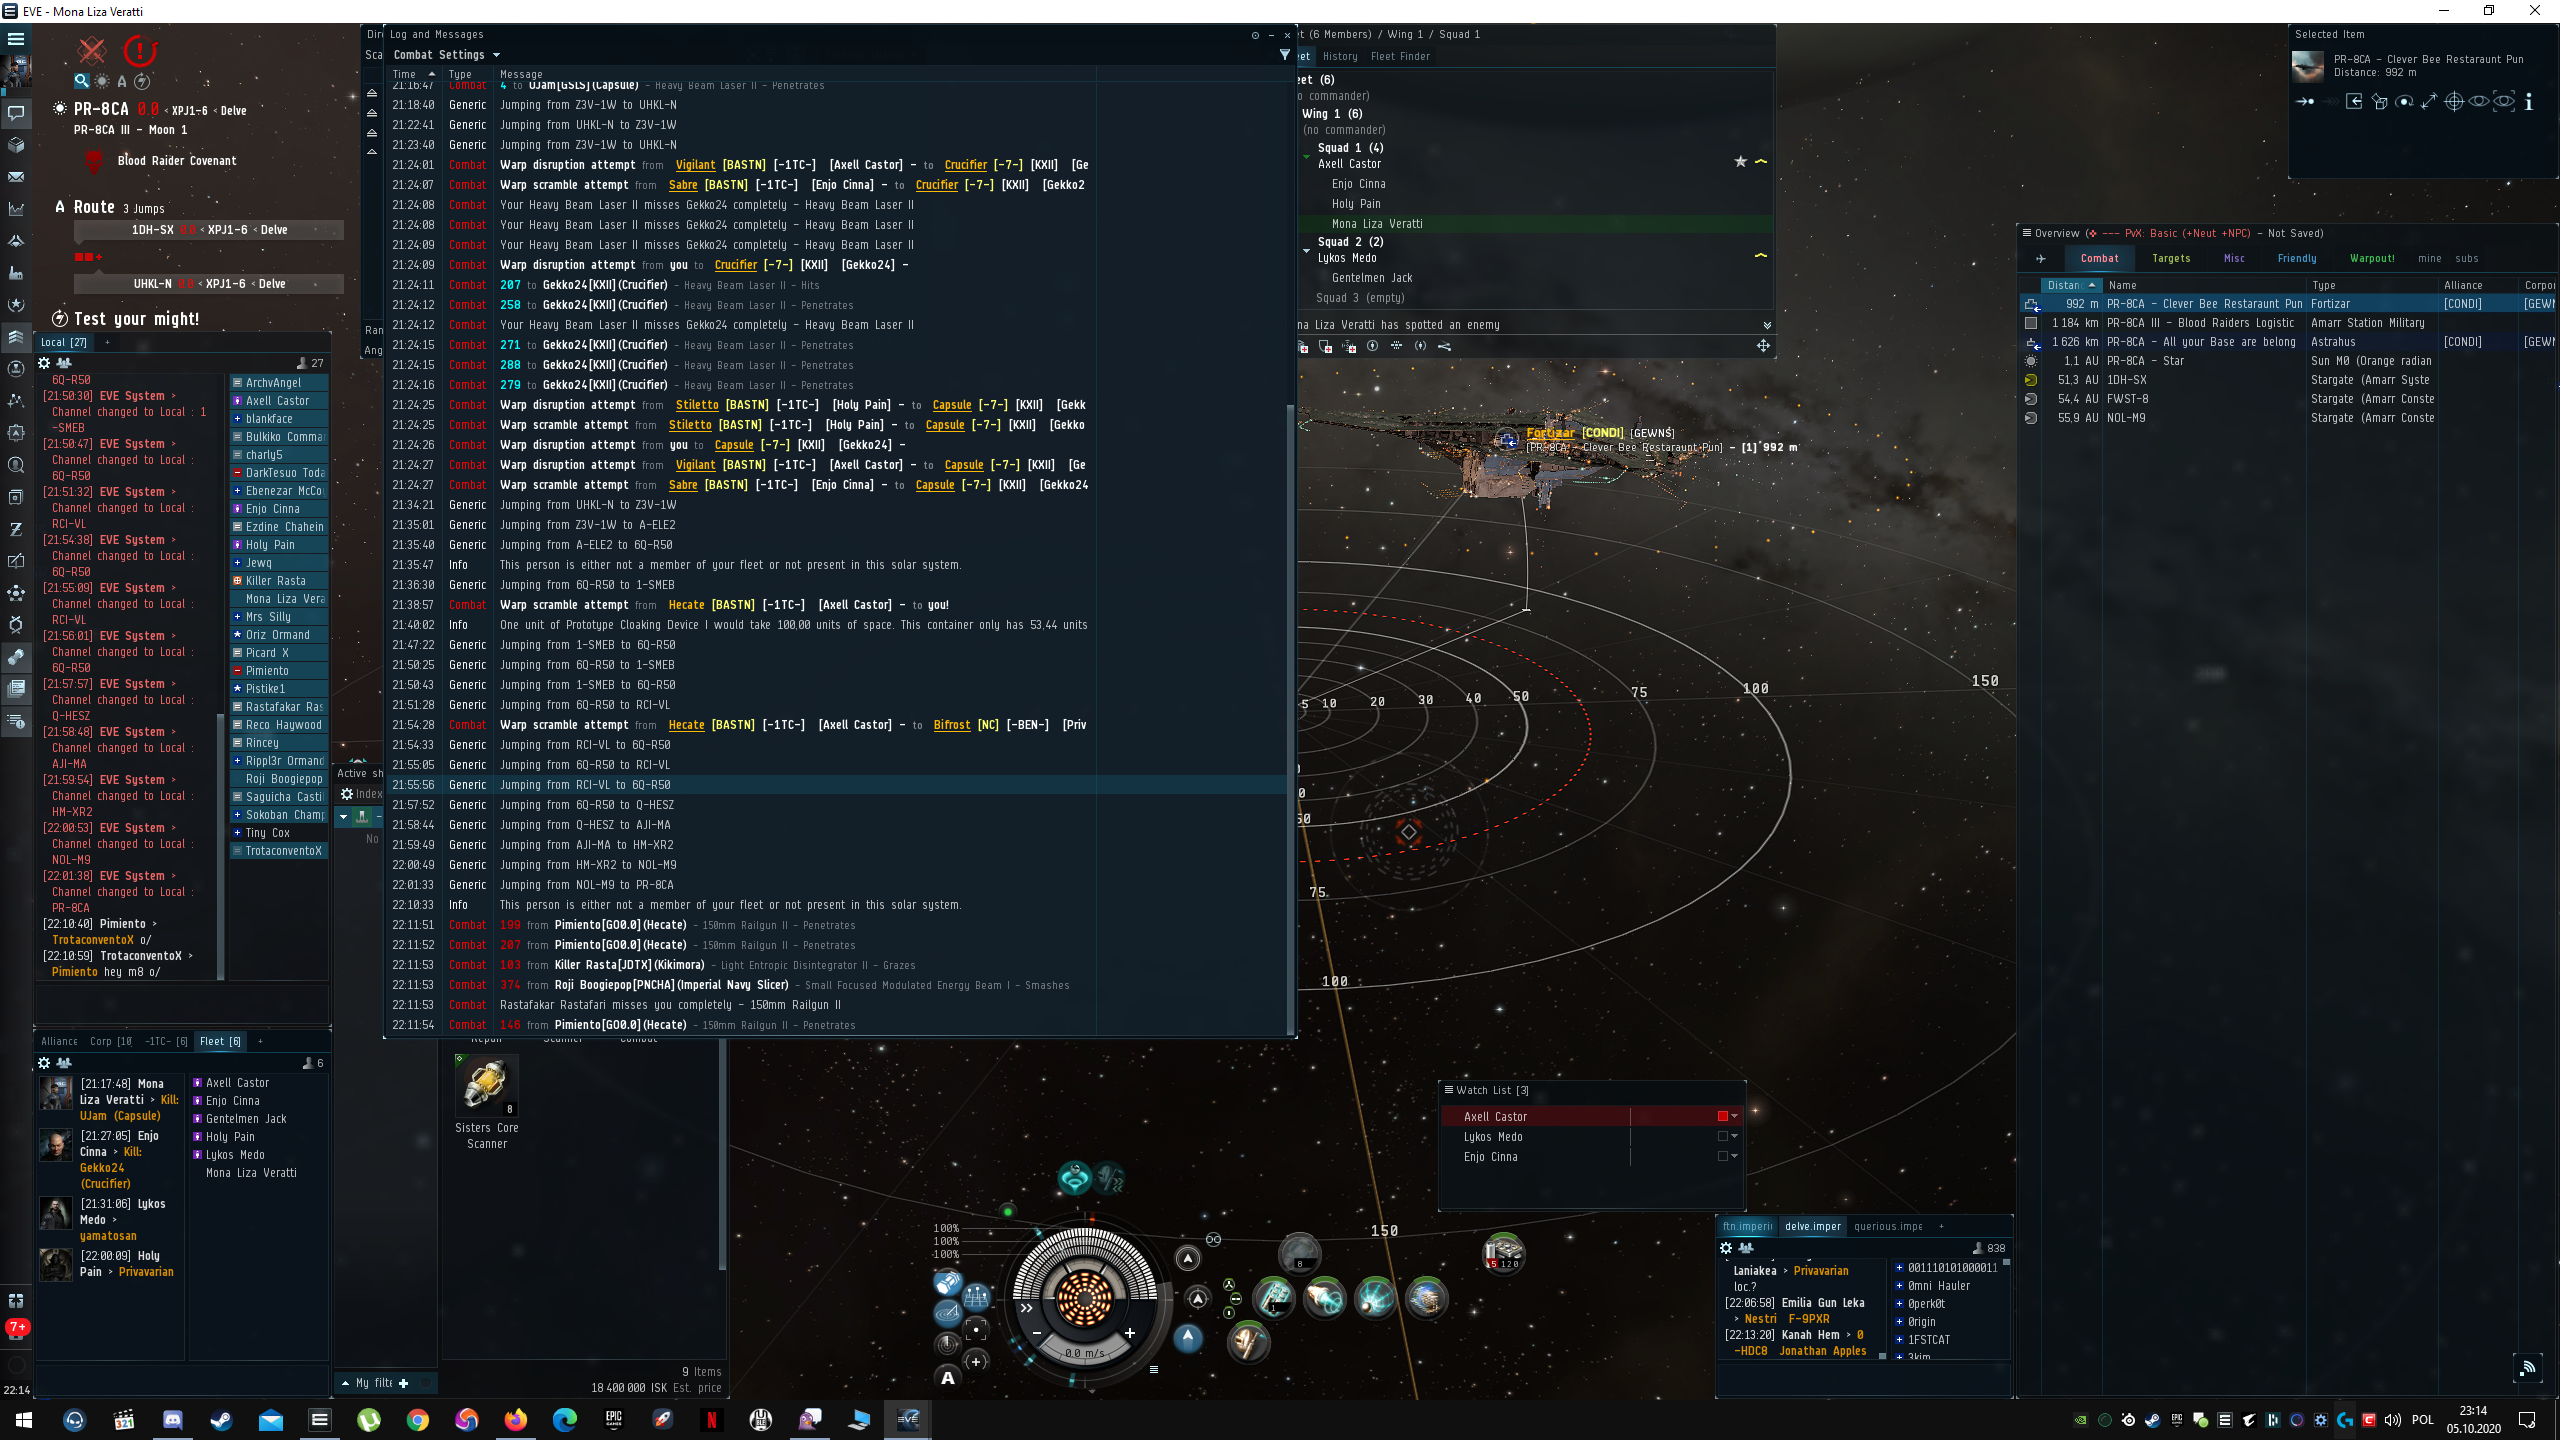 EVE - Mona Liza Veratti
PR-8CA 0.0 < XPJ1-6 < Delve
PR-8CA III - Moon 1
Blood Raider Covenant
Route 3 Jumps
1DH-SX 0.0 < XPJ1-6 < Delve
UHKL-N 0.0 < XPJ1-6 < Delve
Test your might!
Local [27]
27
6Q-R50
[21:50:30] EVE System >
Channel changed to Local : 1
-SMEB
[21:50:47] EVE System >
Channel changed to Local :
6Q-R50
[21:51:32] EVE System >
Channel changed to Local :
RCI-VL
[21:54:38] EVE System >
Channel changed to Local :
6Q-R50
[21:55:09] EVE System >
Channel changed to Local :
RCI-VL
[21:56:01] EVE System >
Channel changed to Local :
6Q-R50
[21:57:57] EVE System >
Channel changed to Local :
Q-HESZ
[21:58:48] EVE System >
Channel changed to Local :
AJI-MA
[21:59:54] EVE System >
Channel changed to Local :
HM-XR2
[22:00:53] EVE System >
Channel changed to Local :
NOL-M9
[22:01:38] EVE System >
Channel changed to Local :
PR-8CA
[22:10:40] Pimiento >
TrotaconventoX o/
[22:10:59] TrotaconventoX >
Pimiento hey m8 o/
ArchvAngel
Axell Castor
blankface
Bulkiko Comma
charly5
DarkTesuo Toda
Ebenezar McCo
Enjo Cinna
Ezdine Chahein
Holy Pain
Jewq
Killer Rasta
Mona Liza Vera
Mrs Silly
Oriz Ormand
Picard X
Pimiento
Pistike1
Rastafakar Ras
Reco Haywood
Rincey
Rippl3r Ormand
Roji Boogiepop
Saguicha Casti
Sokoban Champ
Tiny Cox
TrotaconventoX
Alliance Corp [10 -1TC- [6] Fleet [6]
6
[21:17:48] Mona
Liza Veratti > Kill:
UJam (Capsule)
[21:27:05] Enjo
Cinna > Kill:
Gekko24
(Crucifier)
[21:31:06] Lykos
Medo >
yamatosan
[22:00:09] Holy
Pain > Privavarian
Axell Castor
Enjo Cinna
Gentelmen Jack
Holy Pain
Lykos Medo
Mona Liza Veratti
7+
22:14
Dir
Sca
Ran
Ang
Active sh
Index
No
Log and Messages
Combat Settings
Time Type Message
21:16:47 Combat 4 to UJam[GSLS](Capsule) - Heavy Beam Laser II - Penetrates
21:18:40 Generic Jumping from Z3V-1W to UHKL-N
21:22:41 Generic Jumping from UHKL-N to Z3V-1W
21:23:40 Generic Jumping from Z3V-1W to UHKL-N
21:24:01 Combat Warp disruption attempt from Vigilant [BASTN] [-1TC-] [Axell Castor] - to Crucifier [-7-] [KXII] [Ge
21:24:07 Combat Warp scramble attempt from Sabre [BASTN] [-1TC-] [Enjo Cinna] - to Crucifier [-7-] [KXII] [Gekko2
21:24:08 Combat Your Heavy Beam Laser II misses Gekko24 completely - Heavy Beam Laser II
21:24:08 Combat Your Heavy Beam Laser II misses Gekko24 completely - Heavy Beam Laser II
21:24:09 Combat Your Heavy Beam Laser II misses Gekko24 completely - Heavy Beam Laser II
21:24:09 Combat Warp disruption attempt from you to Crucifier [-7-] [KXII] [Gekko24] -
21:24:11 Combat 207 to Gekko24[KXII](Crucifier) - Heavy Beam Laser II - Hits
21:24:12 Combat 258 to Gekko24[KXII](Crucifier) - Heavy Beam Laser II - Penetrates
21:24:12 Combat Your Heavy Beam Laser II misses Gekko24 completely - Heavy Beam Laser II
21:24:15 Combat 271 to Gekko24[KXII](Crucifier) - Heavy Beam Laser II - Penetrates
21:24:15 Combat 288 to Gekko24[KXII](Crucifier) - Heavy Beam Laser II - Penetrates
21:24:16 Combat 279 to Gekko24[KXII](Crucifier) - Heavy Beam Laser II - Penetrates
21:24:25 Combat Warp disruption attempt from Stiletto [BASTN] [-1TC-] [Holy Pain] - to Capsule [-7-] [KXII] [Gekk
21:24:25 Combat Warp scramble attempt from Stiletto [BASTN] [-1TC-] [Holy Pain] - to Capsule [-7-] [KXII] [Gekko
21:24:26 Combat Warp disruption attempt from you to Capsule [-7-] [KXII] [Gekko24] -
21:24:27 Combat Warp disruption attempt from Vigilant [BASTN] [-1TC-] [Axell Castor] - to Capsule [-7-] [KXII] [Ge
21:24:27 Combat Warp scramble attempt from Sabre [BASTN] [-1TC-] [Enjo Cinna] - to Capsule [-7-] [KXII] [Gekko24
21:34:21 Generic Jumping from UHKL-N to Z3V-1W
21:35:01 Generic Jumping from Z3V-1W to A-ELE2
21:35:40 Generic Jumping from A-ELE2 to 6Q-R50
21:35:47 Info This person is either not a member of your fleet or not present in this solar system.
21:36:30 Generic Jumping from 6Q-R50 to 1-SMEB
21:38:57 Combat Warp scramble attempt from Hecate [BASTN] [-1TC-] [Axell Castor] - to you!
21:40:02 Info One unit of Prototype Cloaking Device I would take 100,00 units of space. This container only has 53,44 units
21:47:22 Generic Jumping from 1-SMEB to 6Q-R50
21:50:25 Generic Jumping from 6Q-R50 to 1-SMEB
21:50:43 Generic Jumping from 1-SMEB to 6Q-R50
21:51:28 Generic Jumping from 6Q-R50 to RCI-VL
21:54:28 Combat Warp scramble attempt from Hecate [BASTN] [-1TC-] [Axell Castor] - to Bifrost [NC] [-BEN-] [Priv
21:54:33 Generic Jumping from RCI-VL to 6Q-R50
21:55:05 Generic Jumping from 6Q-R50 to RCI-VL
21:55:56 Generic Jumping from RCI-VL to 6Q-R50
21:57:52 Generic Jumping from 6Q-R50 to Q-HESZ
21:58:44 Generic Jumping from Q-HESZ to AJI-MA
21:59:49 Generic Jumping from AJI-MA to HM-XR2
22:00:49 Generic Jumping from HM-XR2 to NOL-M9
22:01:33 Generic Jumping from NOL-M9 to PR-8CA
22:10:33 Info This person is either not a member of your fleet or not present in this solar system.
22:11:51 Combat 199 from Pimiento[GO0.0](Hecate) - 150mm Railgun II - Penetrates
22:11:52 Combat 207 from Pimiento[GO0.0](Hecate) - 150mm Railgun II - Penetrates
22:11:53 Combat 103 from Killer Rasta[JDTX](Kikimora) - Light Entropic Disintegrator II - Grazes
22:11:53 Combat 374 from Roji Boogiepop[PNCHA](Imperial Navy Slicer) - Small Focused Modulated Energy Beam I - Smashes
22:11:53 Combat Rastafakar Rastafari misses you completely - 150mm Railgun II
22:11:54 Combat 146 from Pimiento[GO0.0](Hecate) - 150mm Railgun II - Penetrates
8
Sisters Core
Scanner
9 Items
18 400 000 ISK Est. price
My filte
et (6 Members) / Wing 1 / Squad 1
eet History Fleet Finder
eet (6)
o commander)
Wing 1 (6)
(no commander)
Squad 1 (4)
Axell Castor
Enjo Cinna
Holy Pain
Mona Liza Veratti
Squad 2 (2)
Lykos Medo
Gentelmen Jack
Squad 3 (empty)
na Liza Veratti has spotted an enemy
Fortizar [CONDI] [GEWNS]
[PR-8CA - Clever Bee Restaraunt Pun] - [1] 992 m
5 10 20 30 40 50 75 100 150
75
100
150
Watch List [3]
Axell Castor
Lykos Medo
Enjo Cinna
100%
100%
100%
0.0 m/s
8
1
5 120
Selected Item
PR-8CA - Clever Bee Restaraunt Pun
Distance: 992 m
Overview (--- PvX: Basic (+Neut +NPC) - Not Saved)
Combat Targets Misc Friendly Warpout! mine subs
Distanc Name Type Alliance Corpor
992 m PR-8CA - Clever Bee Restaraunt Pun Fortizar [CONDI] [GEWN
1 184 km PR-8CA III - Blood Raiders Logistic Amarr Station Military
1 626 km PR-8CA - All your Base are belong Astrahus [CONDI] [GEWN
1,1 AU PR-8CA - Star Sun M0 (Orange radian
51,3 AU 1DH-SX Stargate (Amarr Syste
54,4 AU FWST-8 Stargate (Amarr Conste
55,9 AU NOL-M9 Stargate (Amarr Conste
ftn.imperi delve.imper querious.impe
838
Laniakea > Privavarian
loc.?
[22:06:58] Emilia Gun Leka
> Nestri F-9PXR
[22:13:20] Kanah Hem > 0
-HDC8 Jonathan Apples
001110101000011
0mni Hauler
0perk0t
0rigin
1FSTCAT
3kim
POL
23:14
05.10.2020